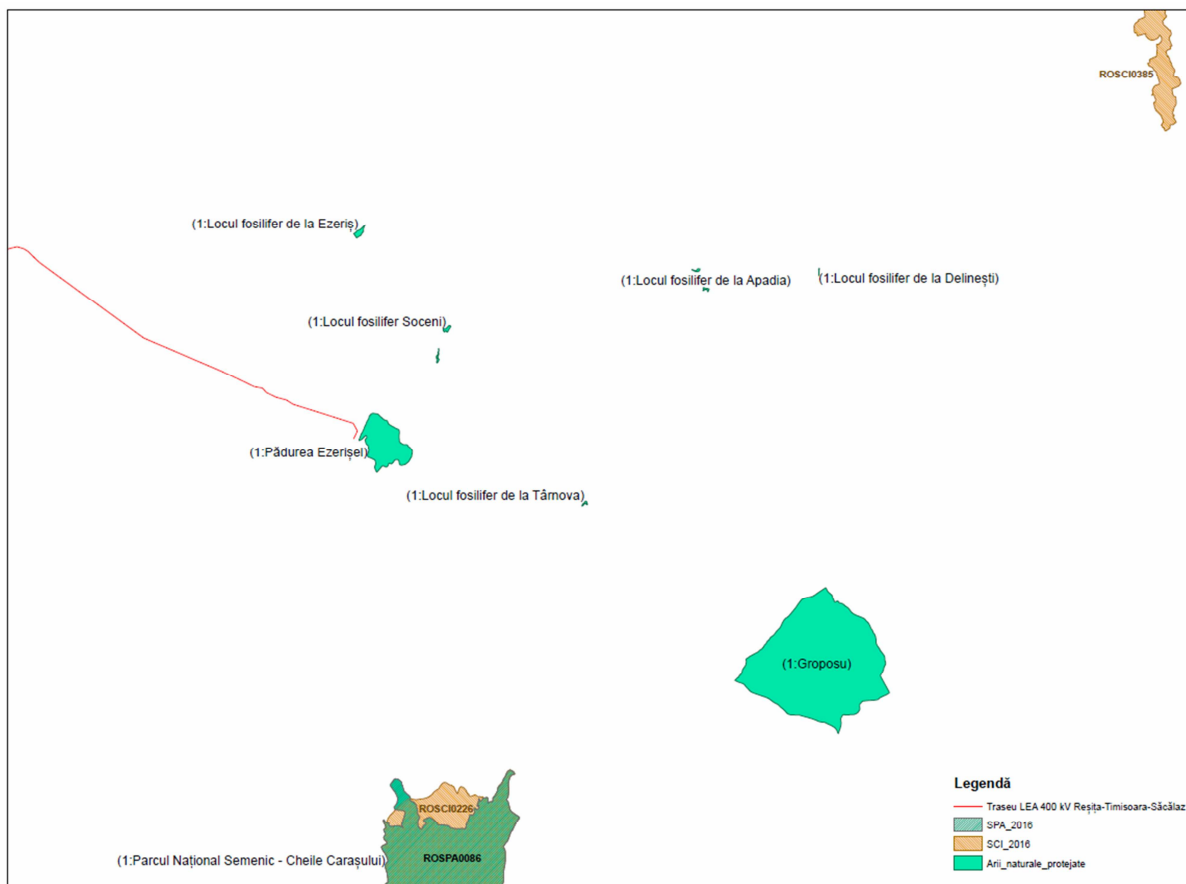 ROSCI0385
(1:Locul fosilifer de la Ezeriș)
(1:Locul fosilifer de la Apadia)
(1:Locul fosilifer de la Delinești)
(1:Locul fosilifer Soceni)
(1:Pădurea Ezerișel)
(1:Locul fosilifer de la Târnova)
(1:Groposu)
ROSCI0226
(1:Parcul Național Semenic - Cheile Carașului)
ROSPA0086
Legendă
Traseu LEA 400 kV Reșița-Timisoara-Săcălaz
SPA_2016
SCI_2016
Arii_naturale_protejate